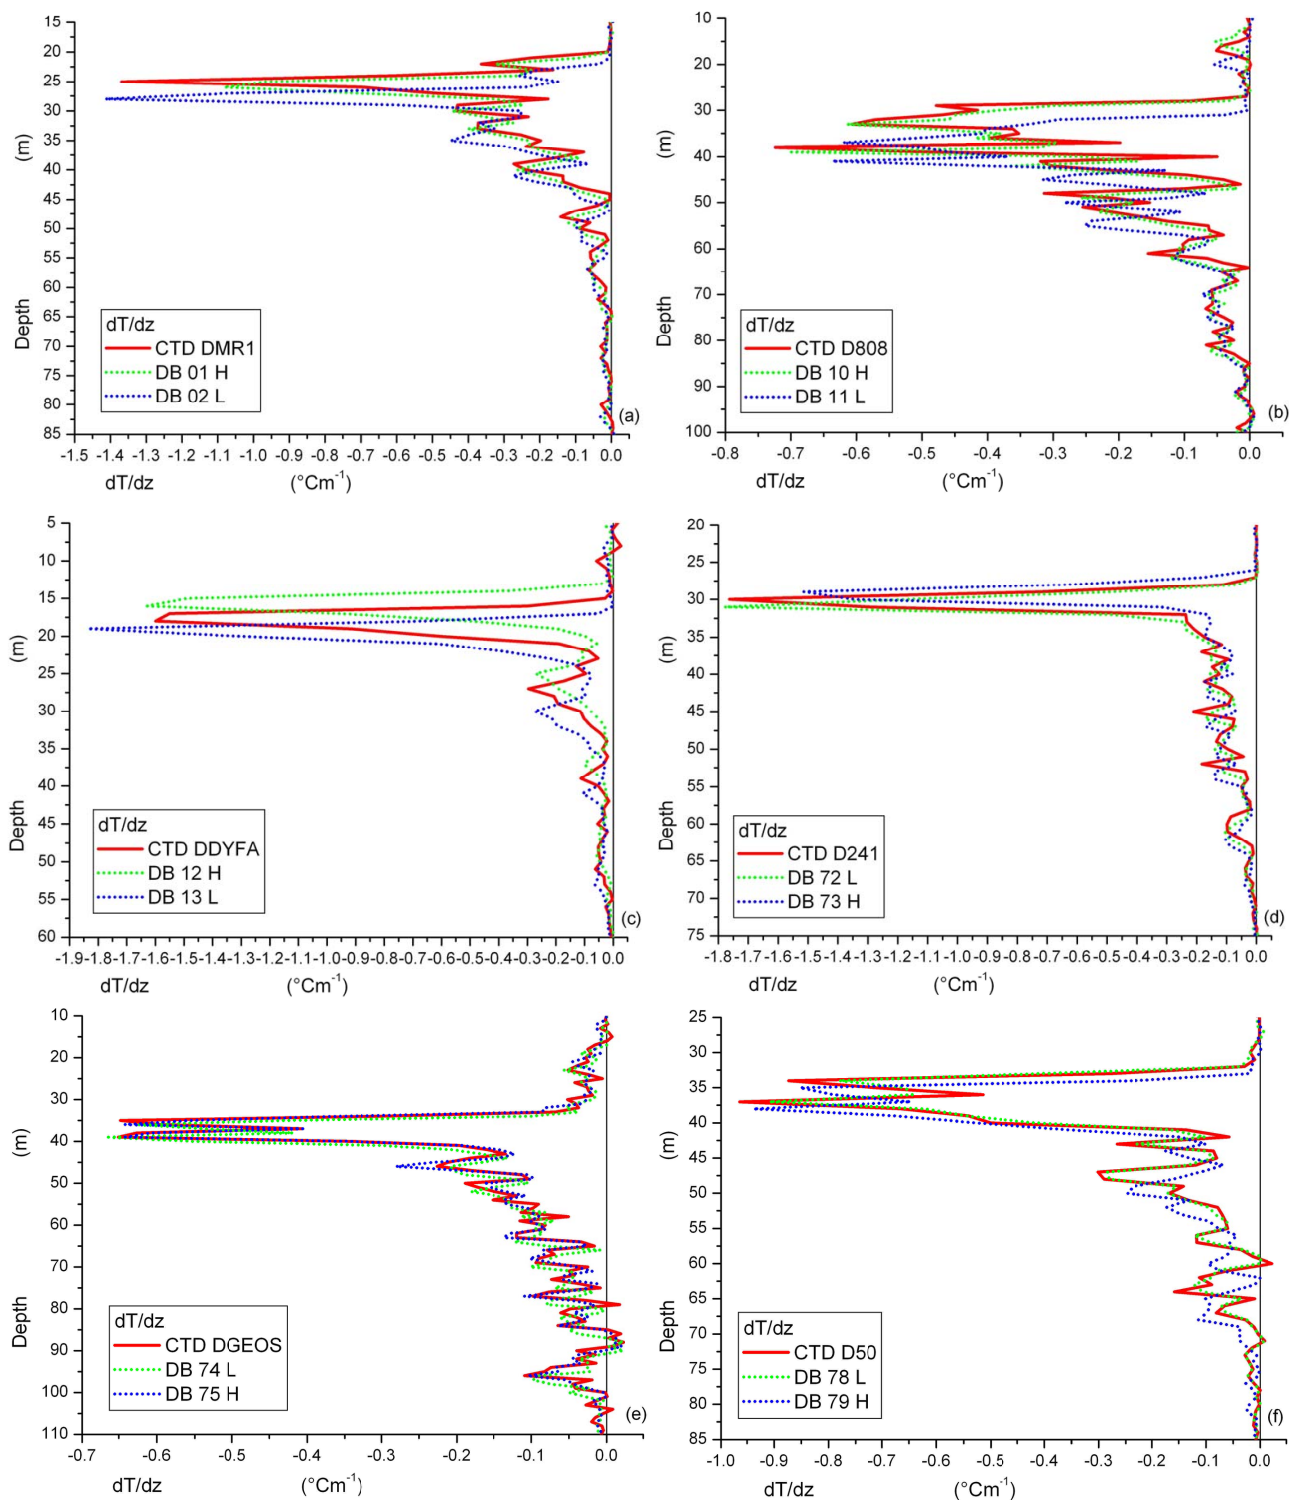 15
20
25
30
35
40
45
50
55
60
65
70
75
80
85
(m)
Depth
dT/dz
CTD DMR1
DB 01 H
DB 02 L
(a)
-1.5 -1.4 -1.3 -1.2 -1.1 -1.0 -0.9 -0.8 -0.7 -0.6 -0.5 -0.4 -0.3 -0.2 -0.1 0.0
dT/dz (°Cm⁻¹)
10
20
30
40
50
60
70
80
90
100
(m)
Depth
dT/dz
CTD D808
DB 10 H
DB 11 L
(b)
-0.8 -0.7 -0.6 -0.5 -0.4 -0.3 -0.2 -0.1 0.0
dT/dz (°Cm⁻¹)
5
10
15
20
25
30
35
40
45
50
55
60
(m)
Depth
dT/dz
CTD DDYFA
DB 12 H
DB 13 L
(c)
-1.9 -1.8 -1.7 -1.6 -1.5 -1.4 -1.3 -1.2 -1.1 -1.0 -0.9 -0.8 -0.7 -0.6 -0.5 -0.4 -0.3 -0.2 -0.1 0.0
dT/dz (°Cm⁻¹)
20
25
30
35
40
45
50
55
60
65
70
75
(m)
Depth
dT/dz
CTD D241
DB 72 L
DB 73 H
(d)
-1.8 -1.7 -1.6 -1.5 -1.4 -1.3 -1.2 -1.1 -1.0 -0.9 -0.8 -0.7 -0.6 -0.5 -0.4 -0.3 -0.2 -0.1 0.0
dT/dz (°Cm⁻¹)
10
20
30
40
50
60
70
80
90
100
110
(m)
Depth
dT/dz
CTD DGEOS
DB 74 L
DB 75 H
(e)
-0.7 -0.6 -0.5 -0.4 -0.3 -0.2 -0.1 0.0
dT/dz (°Cm⁻¹)
25
30
35
40
45
50
55
60
65
70
75
80
85
(m)
Depth
dT/dz
CTD D50
DB 78 L
DB 79 H
(f)
-1.0 -0.9 -0.8 -0.7 -0.6 -0.5 -0.4 -0.3 -0.2 -0.1 0.0
dT/dz (°Cm⁻¹)